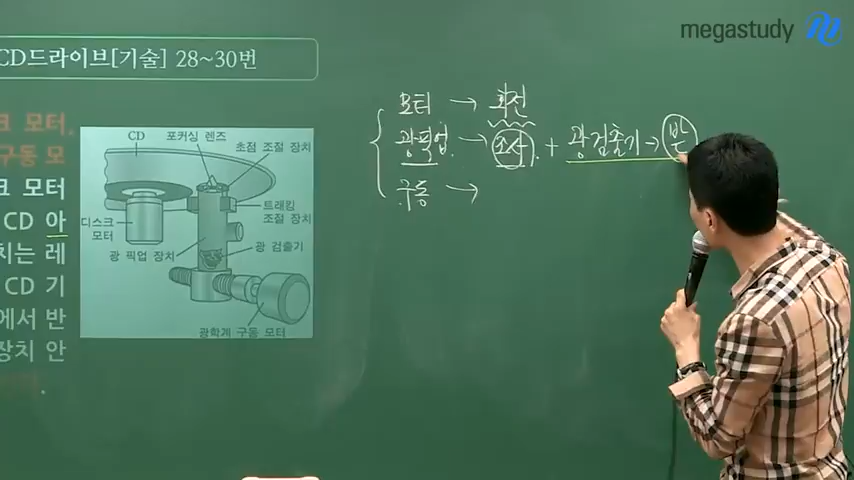 megastudy
CD드라이브[기술] 28~30번
크 모터.
구동 모
크 모터
CD 아
치는 레
CD 기
에서 반
장치 안
CD
포커싱 렌즈
초점 조절 장치
디스크 모터
트래킹 조절 장치
광 픽업 장치
광 검출기
광학계 구동 모터
모터 → 회전
광픽업 → 조사 + 광검출기 → 반
구동 →